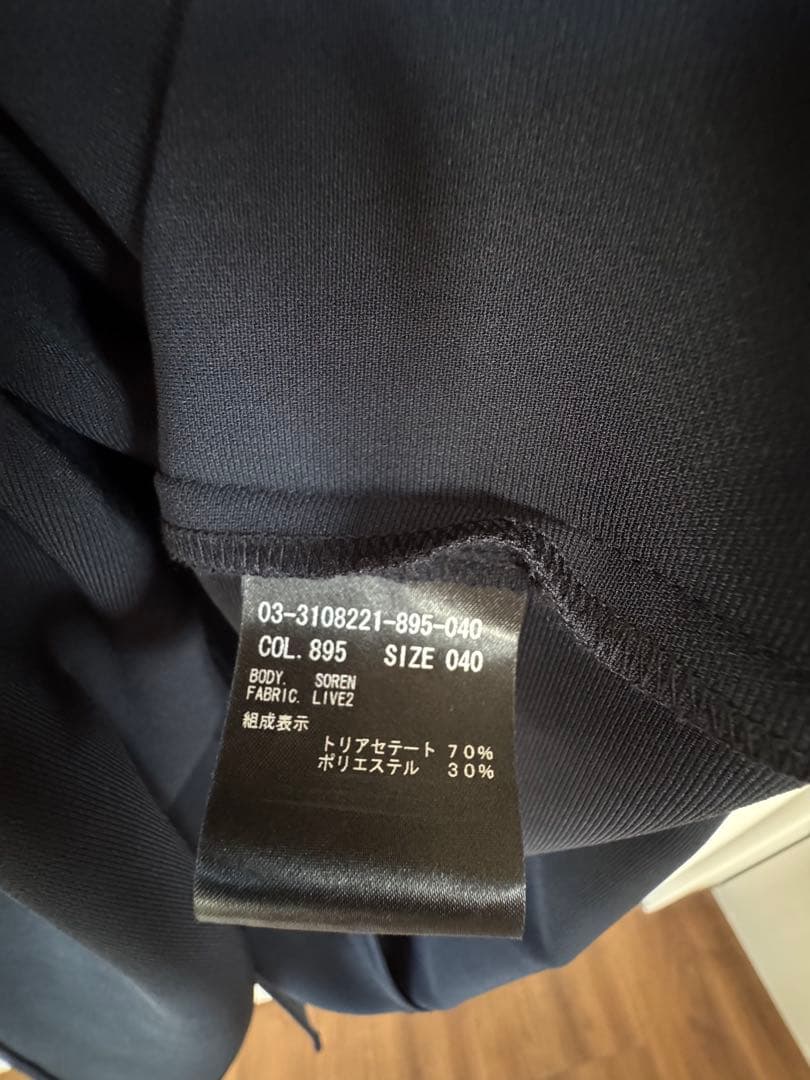 03-3108221-895-040
COL. 895 SIZE 040
BODY. SOREN
FABRIC. LIVE2
組成表示
トリアセテート 70%
ポリエステル 30%